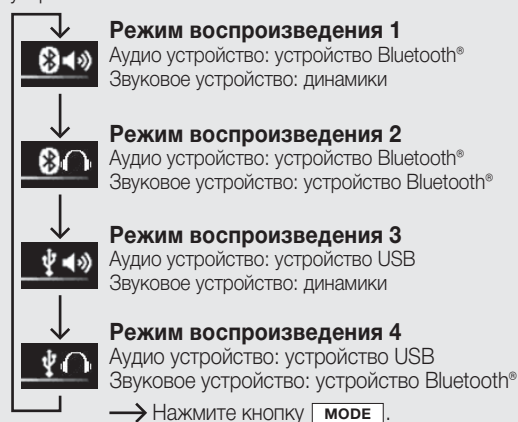 Режим воспроизведения 1
Аудио устройство: устройство Bluetooth®
Звуковое устройство: динамики
Режим воспроизведения 2
Аудио устройство: устройство Bluetooth®
Звуковое устройство: устройство Bluetooth®
Режим воспроизведения 3
Аудио устройство: устройство USB
Звуковое устройство: динамики
Режим воспроизведения 4
Аудио устройство: устройство USB
Звуковое устройство: устройство Bluetooth®
Нажмите кнопку MODE .